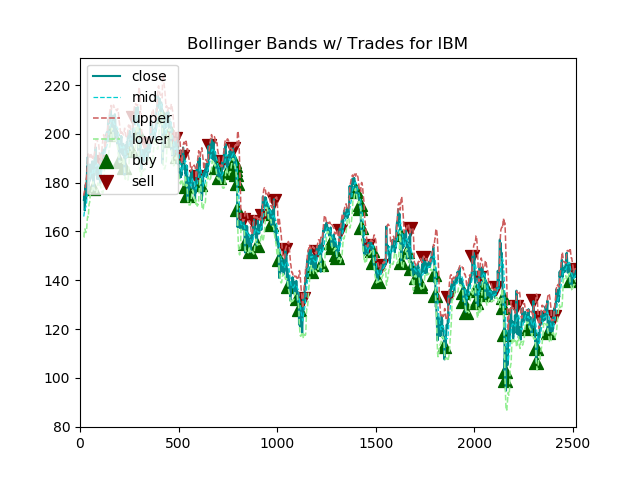 Bollinger Bands w/ Trades for IBM
close
mid
upper
lower
buy
sell
220
200
180
160
140
120
100
80
0 500 1000 1500 2000 2500